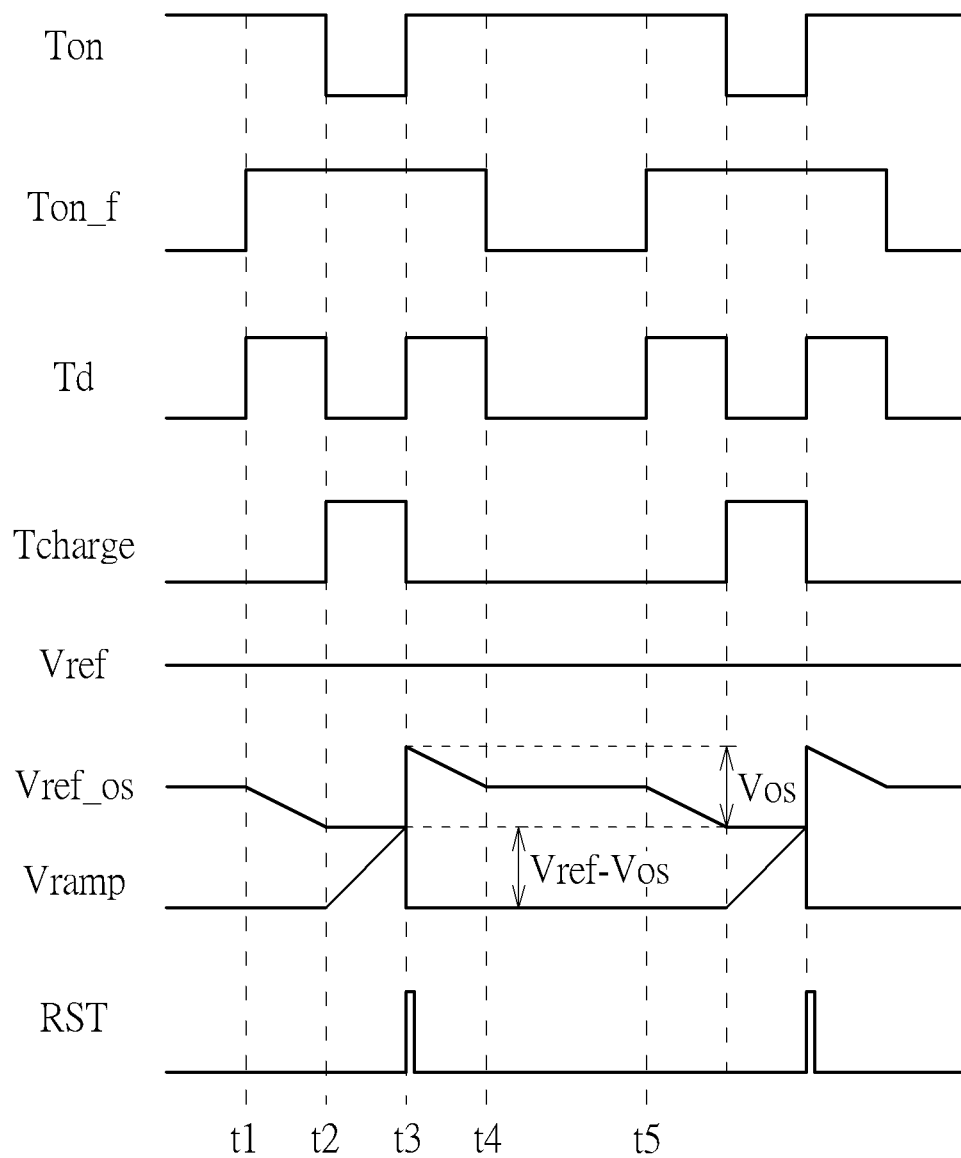 Ton
Ton_f
Td
Tcharge
Vref
Vref_os
Vos
Vramp
Vref-Vos
RST
t1 t2 t3 t4 t5